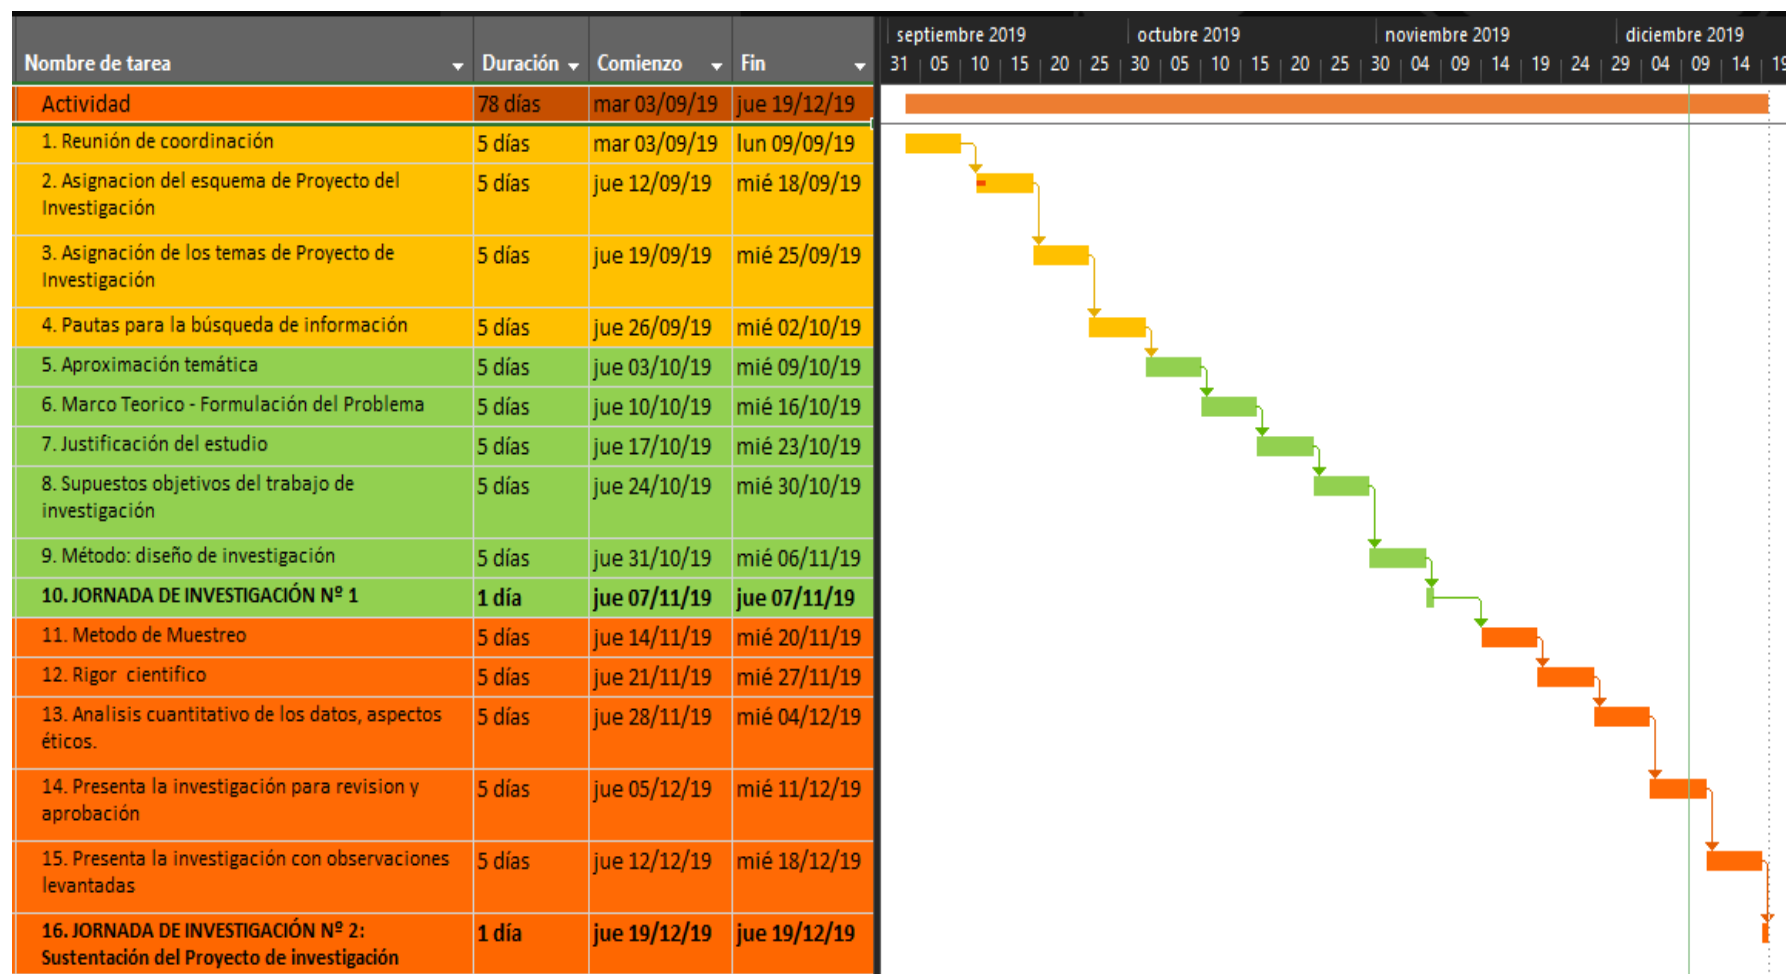 septiembre 2019 octubre 2019 noviembre 2019 diciembre 2019
Nombre de tarea Duración Comienzo Fin 31 05 10 15 20 25 30 05 10 15 20 25 30 04 09 14 19 24 29 04 09 14 19
Actividad 78 días mar 03/09/19 jue 19/12/19
1. Reunión de coordinación 5 días mar 03/09/19 lun 09/09/19
2. Asignacion del esquema de Proyecto del 5 días jue 12/09/19 mié 18/09/19
Investigación
3. Asignación de los temas de Proyecto de 5 días jue 19/09/19 mié 25/09/19
Investigación
4. Pautas para la búsqueda de información 5 días jue 26/09/19 mié 02/10/19
5. Aproximación temática 5 días jue 03/10/19 mié 09/10/19
6. Marco Teorico - Formulación del Problema 5 días jue 10/10/19 mié 16/10/19
7. Justificación del estudio 5 días jue 17/10/19 mié 23/10/19
8. Supuestos objetivos del trabajo de 5 días jue 24/10/19 mié 30/10/19
investigación
9. Método: diseño de investigación 5 días jue 31/10/19 mié 06/11/19
10. JORNADA DE INVESTIGACIÓN Nº 1 1 día jue 07/11/19 jue 07/11/19
11. Metodo de Muestreo 5 días jue 14/11/19 mié 20/11/19
12. Rigor cientifico 5 días jue 21/11/19 mié 27/11/19
13. Analisis cuantitativo de los datos, aspectos 5 días jue 28/11/19 mié 04/12/19
éticos.
14. Presenta la investigación para revision y 5 días jue 05/12/19 mié 11/12/19
aprobación
15. Presenta la investigación con observaciones 5 días jue 12/12/19 mié 18/12/19
levantadas
16. JORNADA DE INVESTIGACIÓN Nº 2: 1 día jue 19/12/19 jue 19/12/19
Sustentación del Proyecto de investigación